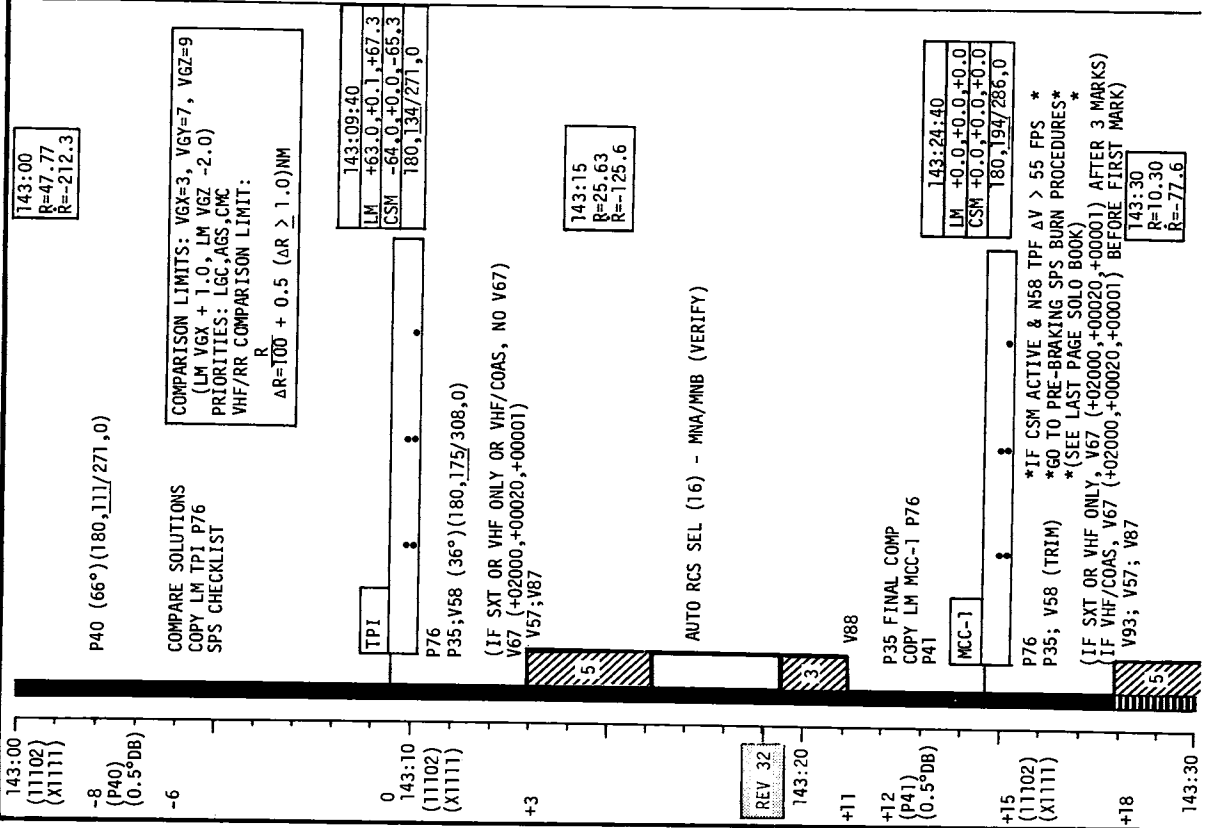 143:00
(11102)
(X1111)
-8
(P40)
(0.5°DB)
-6
0
143:10
(11102)
(X1111)
+3
REV 32
143:20
+11
+12
(P41)
(0.5°DB)
+15
(11102)
(X1111)
+18
143:30
5
3
5
P40 (66°)(180,111/271,0)
COMPARE SOLUTIONS
COPY LM TPI P76
SPS CHECKLIST
TPI
P76
P35;V58 (36°)(180,175/308,0)
(IF SXT OR VHF ONLY OR VHF/COAS, NO V67)
V67 (+02000,+00020,+00001)
V57;V87
AUTO RCS SEL (16) - MNA/MNB (VERIFY)
V88
P35 FINAL COMP
COPY LM MCC-1 P76
P41
MCC-1
P76
P35; V58 (TRIM)
*IF CSM ACTIVE & N58 TPF ΔV > 55 FPS *
*GO TO PRE-BRAKING SPS BURN PROCEDURES*
*(SEE LAST PAGE SOLO BOOK) *
(IF SXT OR VHF ONLY, V67 (+02000,+00020,+00001) AFTER 3 MARKS)
(IF VHF/COAS, V67 (+02000,+00020,+00001) BEFORE FIRST MARK)
V93; V57; V87
143:00
R=47.77
Ṙ=-212.3
COMPARISON LIMITS: VGX=3, VGY=7, VGZ=9
(LM VGX + 1.0, LM VGZ -2.0)
PRIORITIES: LGC,AGS,CMC
VHF/RR COMPARISON LIMIT:
R
ΔR=100 + 0.5 (ΔR > 1.0)NM
143:09:40
LM +63.0,+0.1,+67.3
CSM -64.0,+0.0,-65.3
180,134/271,0
143:15
R=25.63
Ṙ=-125.6
143:24:40
LM +0.0,+0.0,+0.0
CSM +0.0,+0.0,+0.0
180,194/286,0
143:30
R=10.30
Ṙ=-77.6